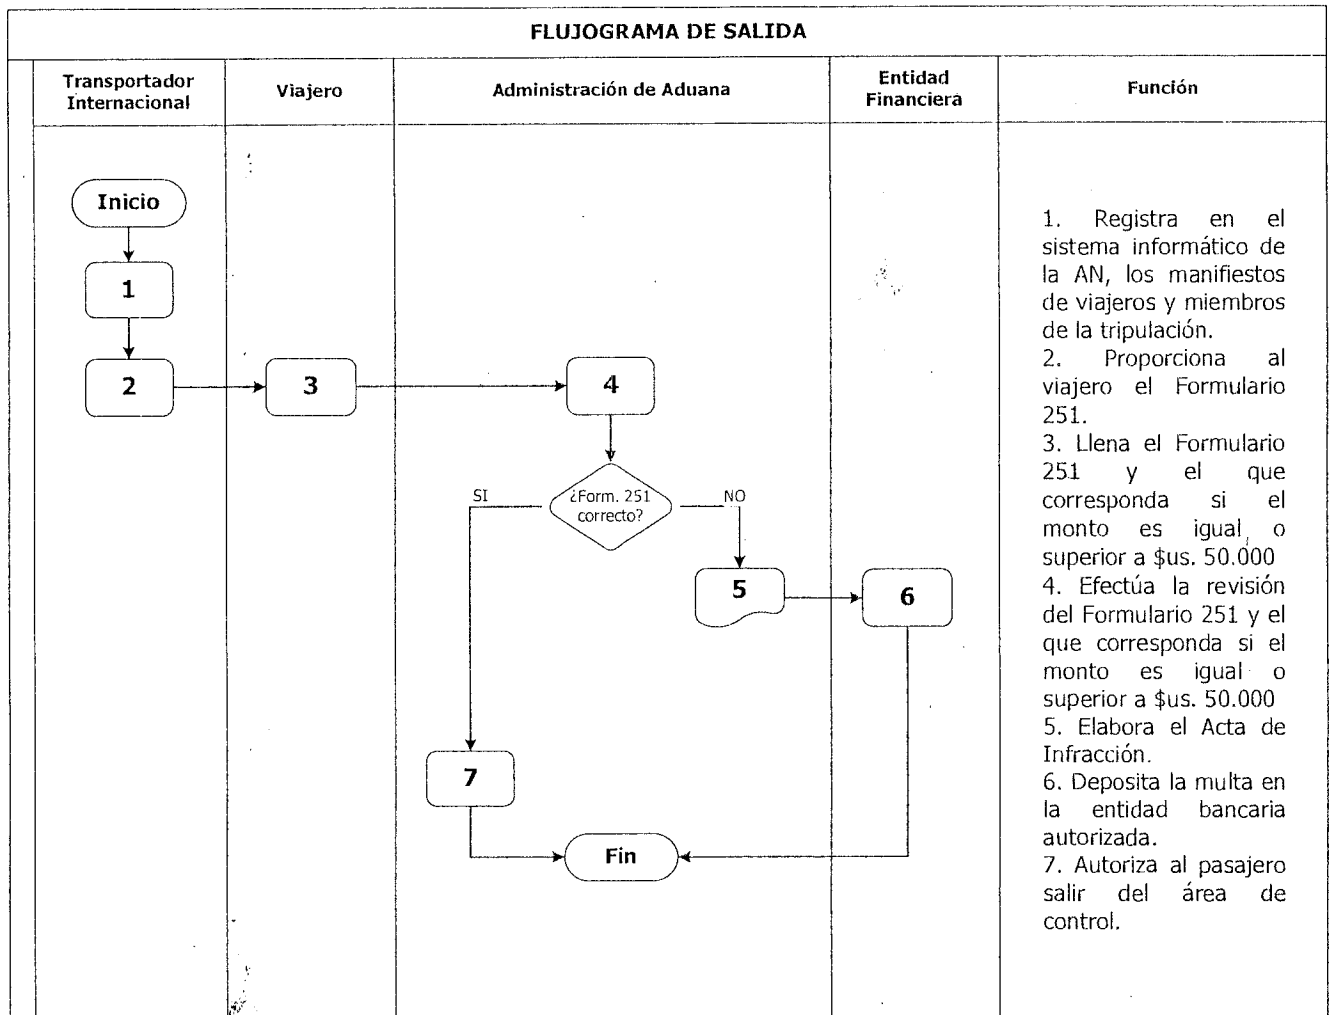 FLUJOGRAMA DE SALIDA
Transportador
Internacional
Viajero
Administración de Aduana
Entidad
Financiera
Función
Inicio
1
2
3
4
¿Form. 251
correcto?
SI
NO
5
6
7
Fin
1. Registra en el
sistema informático de
la AN, los manifiestos
de viajeros y miembros
de la tripulación.
2. Proporciona al
viajero el Formulario
251.
3. Llena el Formulario
251 y el que
corresponda si el
monto es igual o
superior a $us. 50.000
4. Efectúa la revisión
del Formulario 251 y el
que corresponda si el
monto es igual o
superior a $us. 50.000
5. Elabora el Acta de
Infracción.
6. Deposita la multa en
la entidad bancaria
autorizada.
7. Autoriza al pasajero
salir del área de
control.